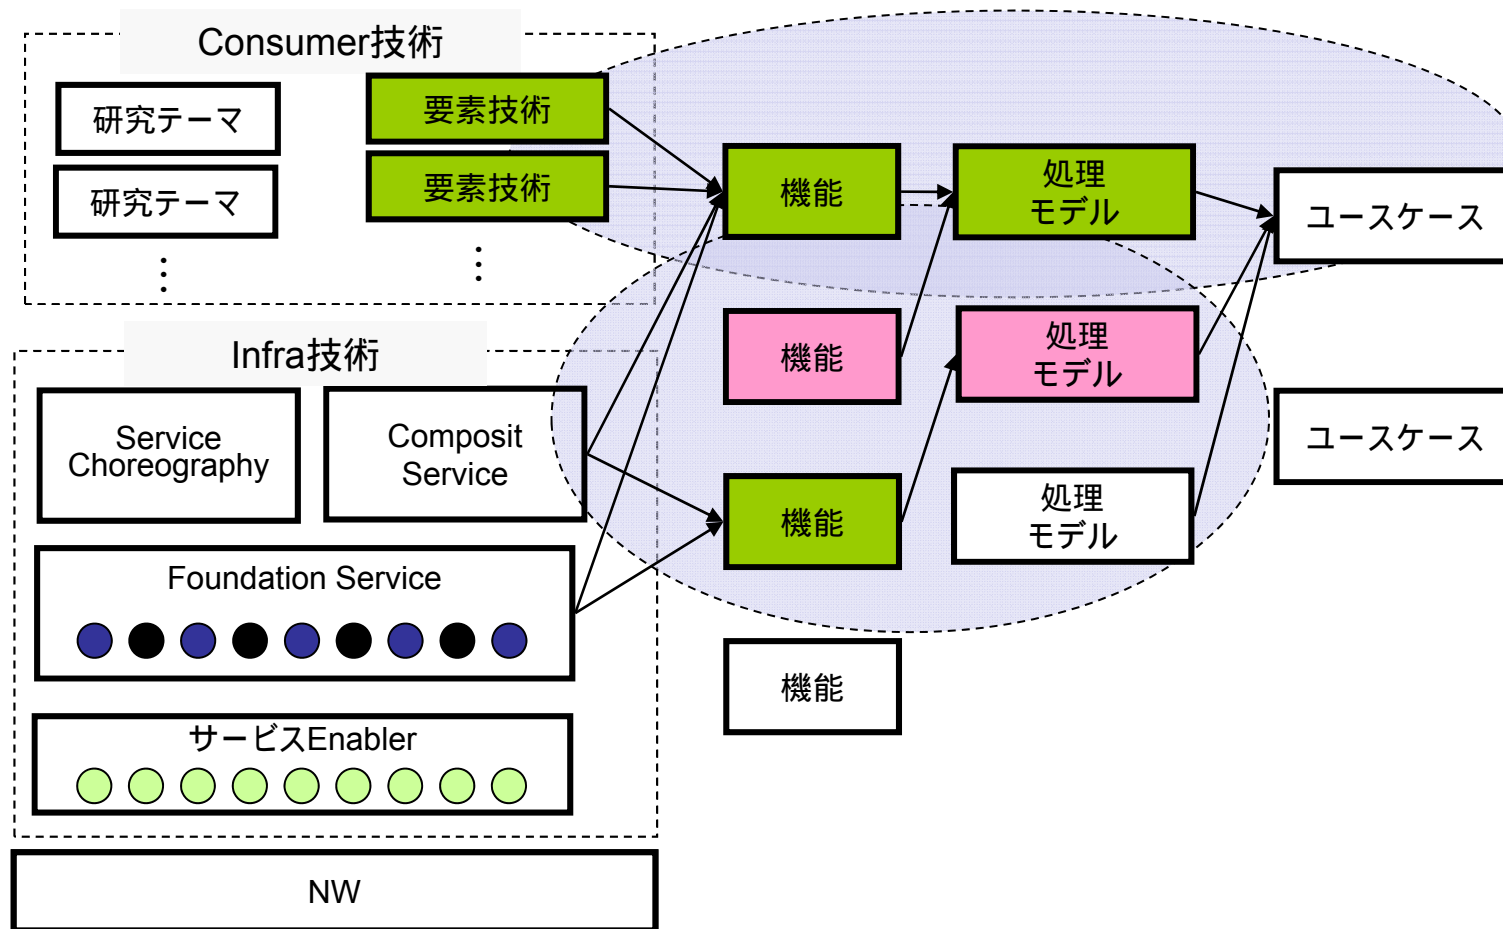 Consumer技術
研究テーマ
要素技術
研究テーマ
要素技術
⋮
⋮
機能
処理
モデル
ユースケース
機能
処理
モデル
ユースケース
機能
処理
モデル
機能
Infra技術
Service
Choreography
Composit
Service
Foundation Service
サービスEnabler
NW